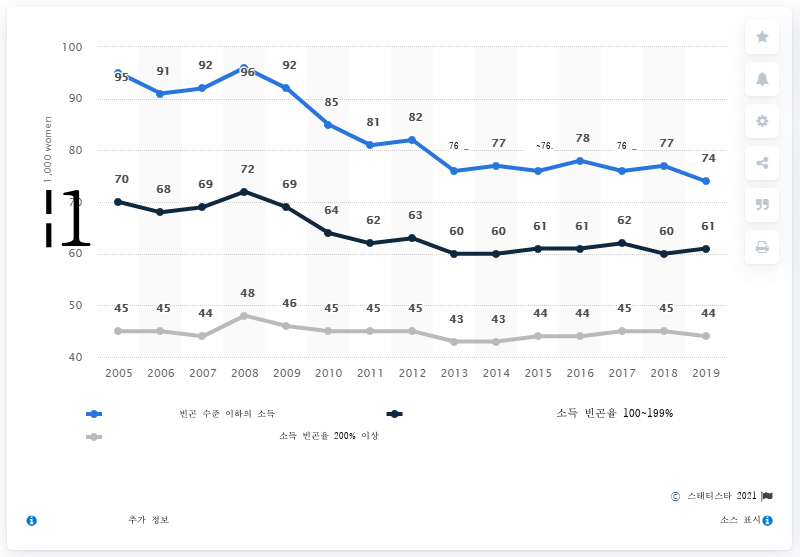 100
95 91 92 96 92
90
85 81 82
80
76 77 ~76. 78 76 77 74
1,000 women
70 68 69 72 69
70
64 62 63 60 60 61 61 62 60 61
60
50
45 45 44 48 46 45 45 45 43 43 44 44 45 45 44
40
2005 2006 2007 2008 2009 2010 2011 2012 2013 2014 2015 2016 2017 2018 2019
빈곤 수준 이하의 소득
소득 빈곤율 100~199%
소득 빈곤율 200% 이상
© 스태티스타 2021
추가 정보
소스 표시